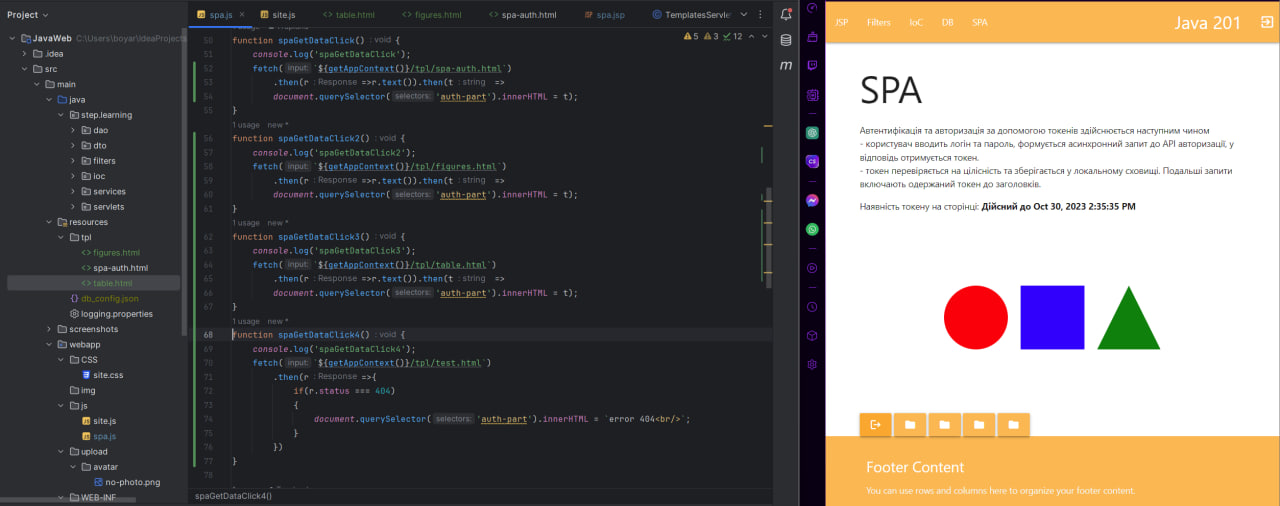 Project
JavaWeb C:\Users\boyar\IdeaProjects
.idea
src
main
java
step.learning
dao
dto
filters
ioc
services
servlets
resources
tpl
figures.html
spa-auth.html
table.html
db_config.json
logging.properties
screenshots
webapp
CSS
site.css
img
js
site.js
spa.js
upload
avatar
no-photo.png
WEB-INF
spa.js
site.js
table.html
figures.html
spa-auth.html
spa.jsp
TemplatesServlet
5 3 12
50 function spaGetDataClick() : void {
51 console.log('spaGetDataClick');
52 fetch( input: `${getAppContext()}/tpl/spa-auth.html`)
53 .then(r : Response =>r.text()).then(t : string =>
54 document.querySelector( selectors: 'auth-part').innerHTML = t);
55 }
1 usage new *
56 function spaGetDataClick2() : void {
57 console.log('spaGetDataClick2');
58 fetch( input: `${getAppContext()}/tpl/figures.html`)
59 .then(r : Response =>r.text()).then(t : string =>
60 document.querySelector( selectors: 'auth-part').innerHTML = t);
61 }
1 usage new *
62 function spaGetDataClick3() : void {
63 console.log('spaGetDataClick3');
64 fetch( input: `${getAppContext()}/tpl/table.html`)
65 .then(r : Response =>r.text()).then(t : string =>
66 document.querySelector( selectors: 'auth-part').innerHTML = t);
67 }
1 usage new *
68 function spaGetDataClick4() : void {
69 console.log('spaGetDataClick4');
70 fetch( input: `${getAppContext()}/tpl/test.html`)
71 .then(r : Response =>{
72 if(r.status === 404)
73 {
74 document.querySelector( selectors: 'auth-part').innerHTML = `error 404<br/>`;
75 }
76 })
77 }
78
spaGetDataClick4()
m
CS
JSP Filters IoC DB SPA Java 201
SPA
Автентифікація та авторизація за допомогою токенів здійснюється наступним чином
- користувач вводить логін та пароль, формується асинхронний запит до API авторизації, у
відповідь отримується токен.
- токен перевіряється на цілісність та зберігається у локальному сховищі. Подальші запити
включають одержаний токен до заголовків.
Наявність токену на сторінці: Дійсний до Oct 30, 2023 2:35:35 PM
Footer Content
You can use rows and columns here to organize your footer content.